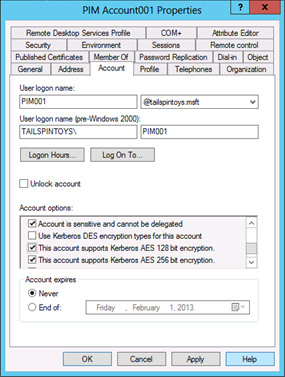 PIM Account001 Properties
?
X
Remote Desktop Services Profile
COM+
Attribute Editor
Security
Environment
Sessions
Remote control
Published Certificates
Member Of
Password Replication
Dial-in
Object
General
Address
Account
Profile
Telephones
Organization
User logon name:
PIM001
@tailspintoys.msft
User logon name (pre-Windows 2000):
TAILSPINTOYS\
PIM001
Logon Hours...
Log On To...
Unlock account
Account options:
Account is sensitive and cannot be delegated
Use Kerberos DES encryption types for this account
This account supports Kerberos AES 128 bit encryption.
This account supports Kerberos AES 256 bit encryption.
Account expires
Never
End of:
Friday , February 1, 2013
OK
Cancel
Apply
Help